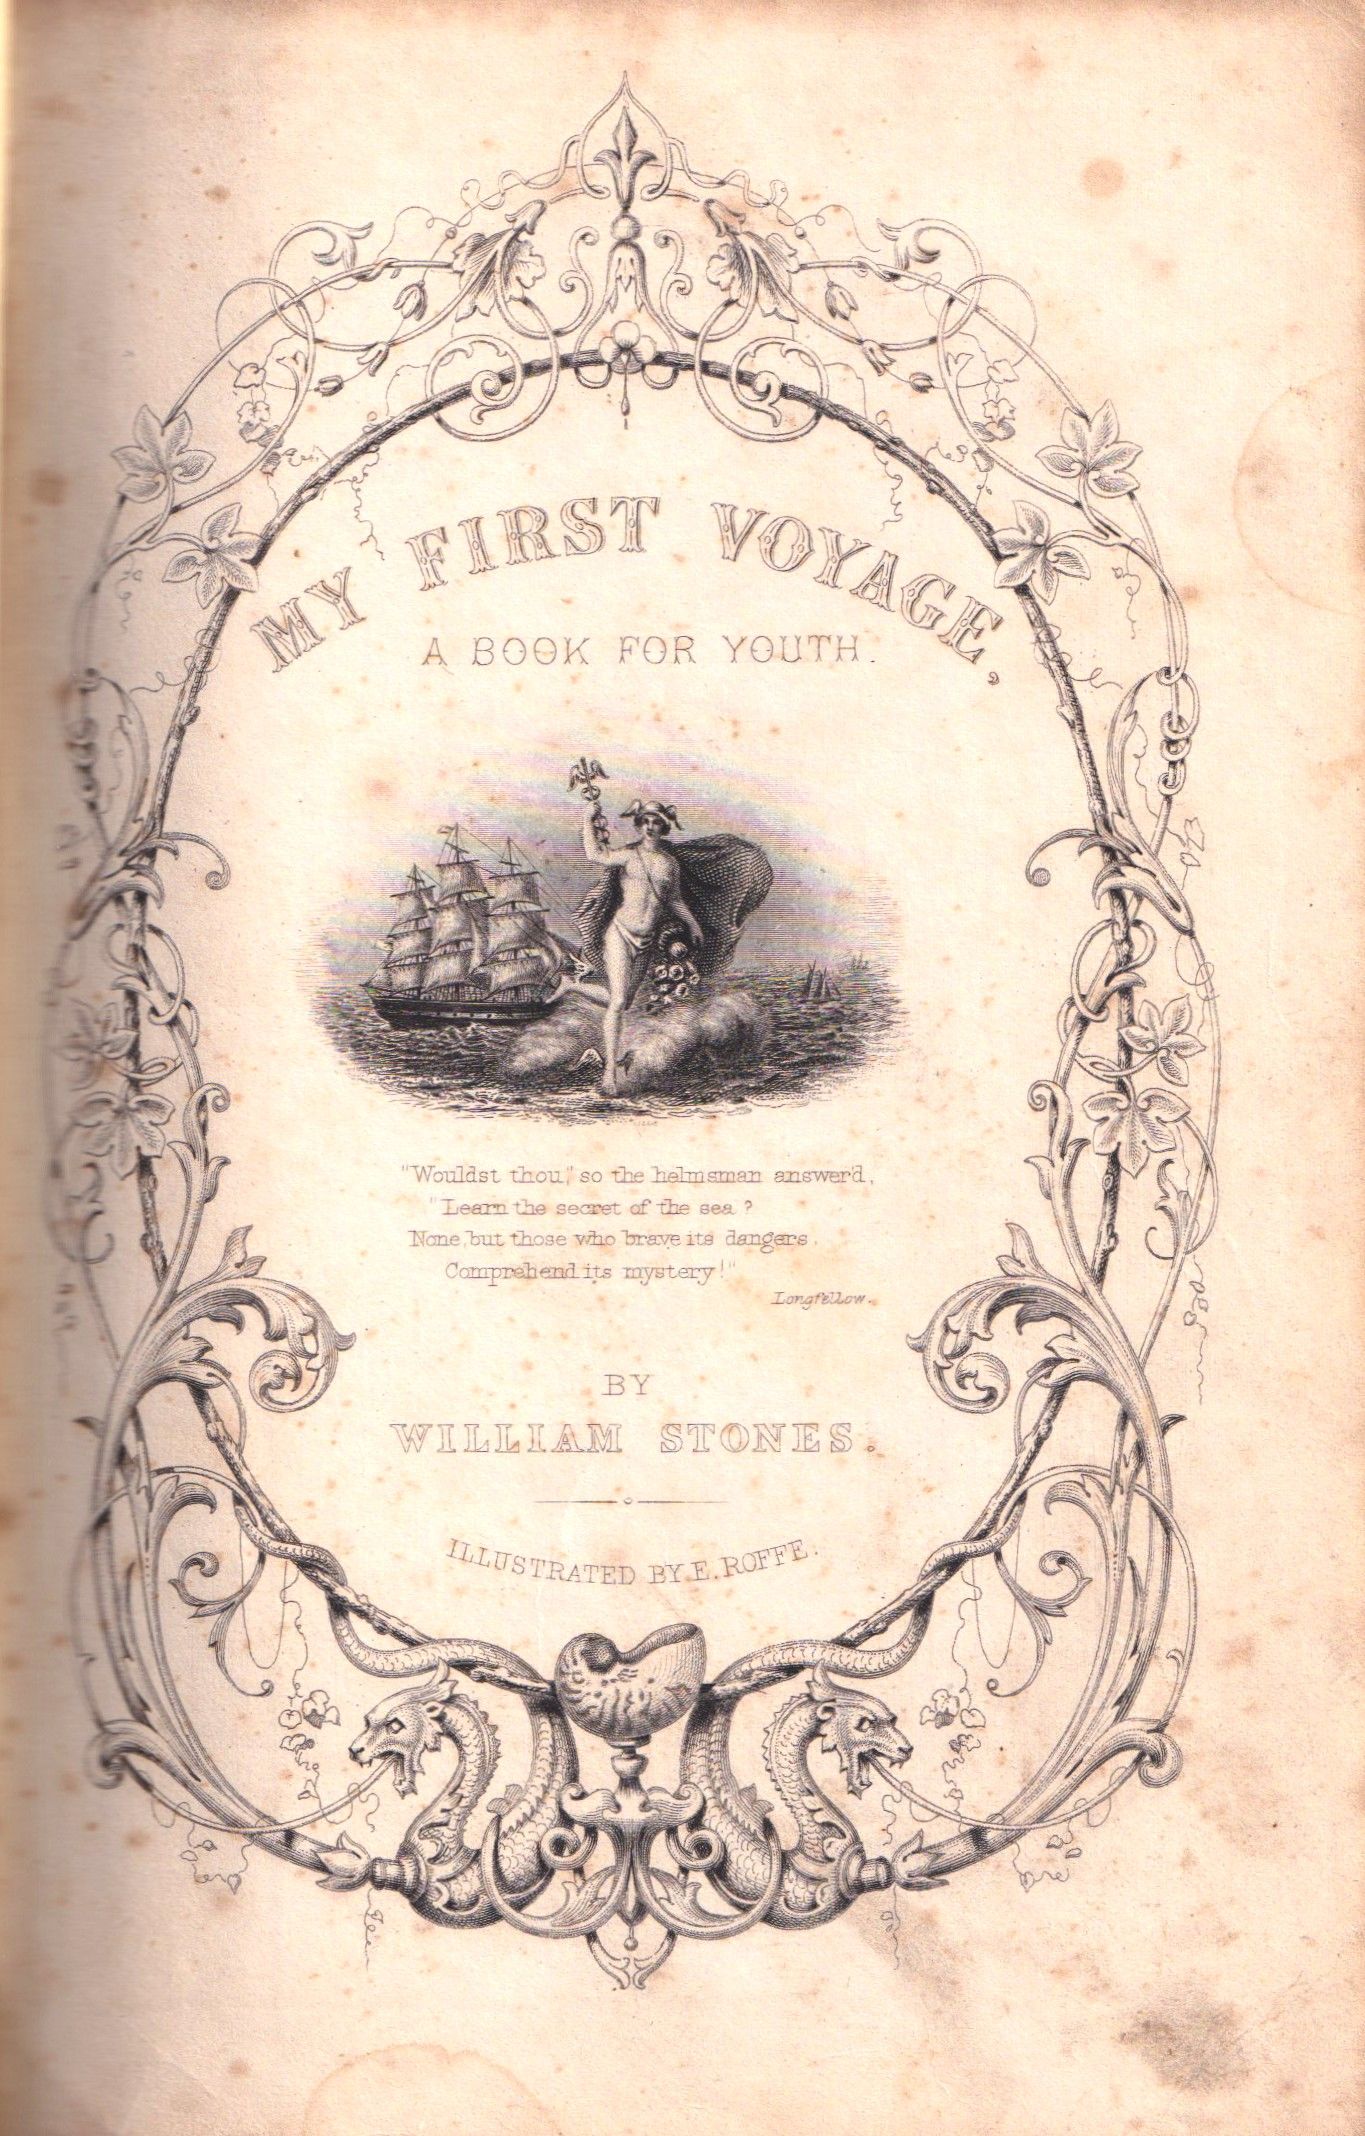 MY FIRST VOYAGE,
A BOOK FOR YOUTH.
"Wouldst thou," so the helmsman answer'd,
"Learn the secret of the sea?
None, but those who brave its dangers,
Comprehend its mystery!"
Longfellow.
BY
WILLIAM STONES.
ILLUSTRATED BY E. ROFFE.